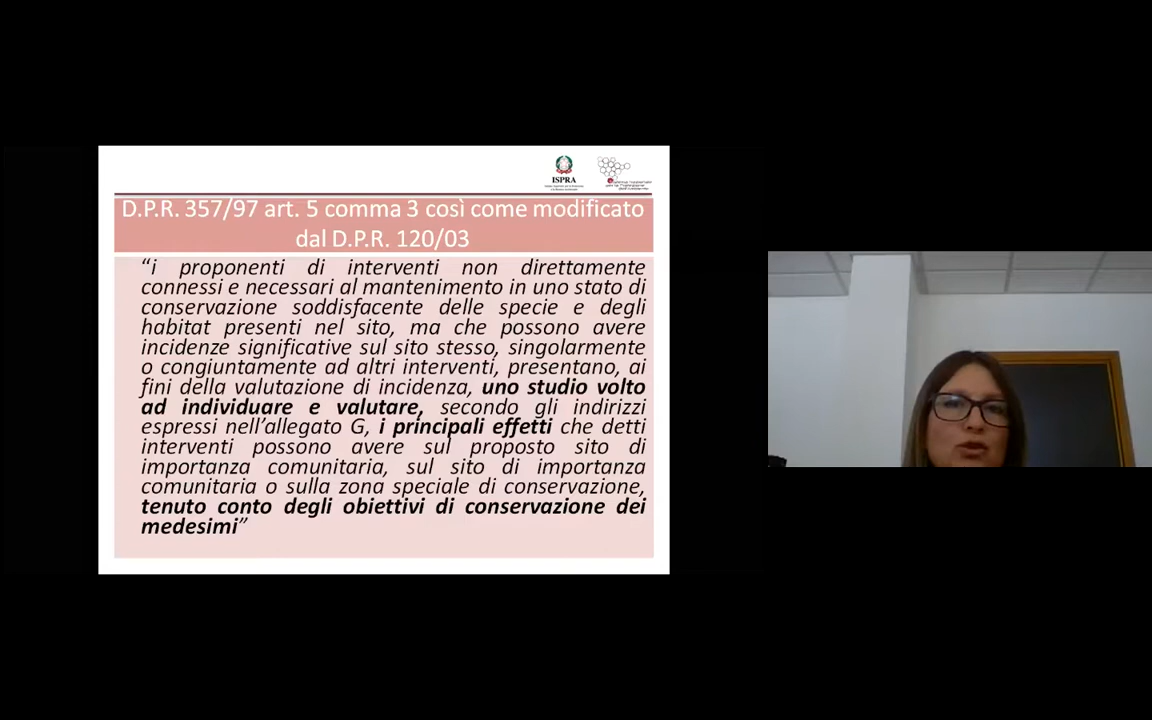 ISPRA
D.P.R. 357/97 art. 5 comma 3 così come modificato
dal D.P.R. 120/03
“i proponenti di interventi non direttamente
connessi e necessari al mantenimento in uno stato di
conservazione soddisfacente delle specie e degli
habitat presenti nel sito, ma che possono avere
incidenze significative sul sito stesso, singolarmente
o congiuntamente ad altri interventi, presentano, ai
fini della valutazione di incidenza, uno studio volto
ad individuare e valutare, secondo gli indirizzi
espressi nell’allegato G, i principali effetti che detti
interventi possono avere sul proposto sito di
importanza comunitaria, sul sito di importanza
comunitaria o sulla zona speciale di conservazione,
tenuto conto degli obiettivi di conservazione dei
medesimi”